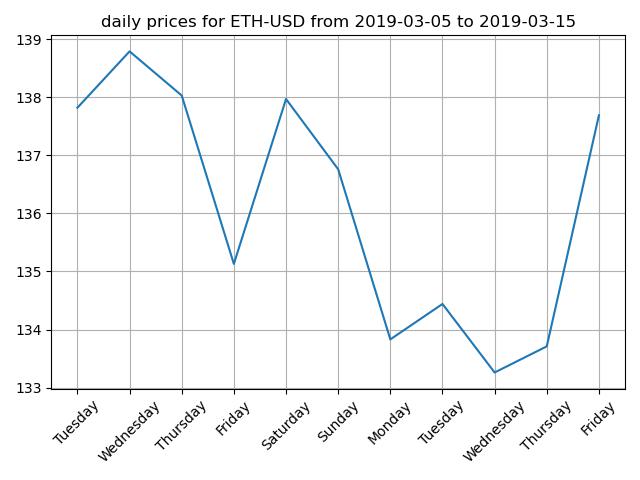 daily prices for ETH-USD from 2019-03-05 to 2019-03-15
139
138
137
136
135
134
133
Tuesday
Wednesday
Thursday
Friday
Saturday
Sunday
Monday
Tuesday
Wednesday
Thursday
Friday